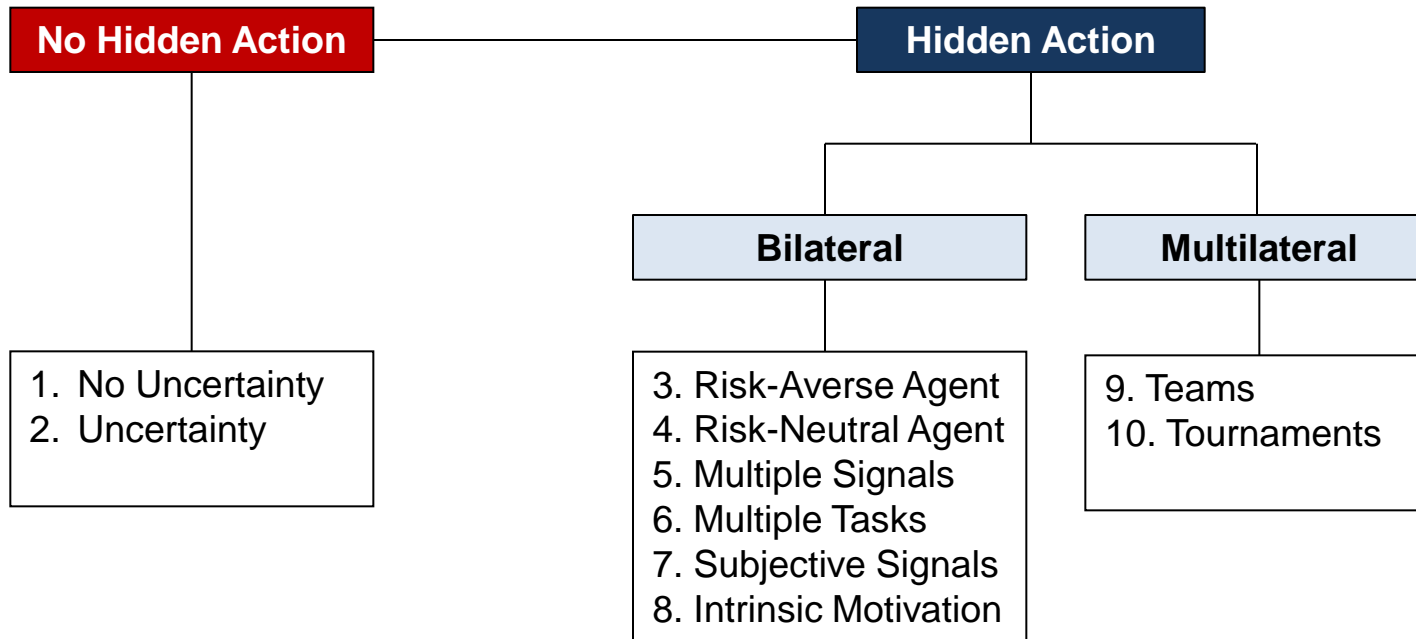 No Hidden Action
Hidden Action
Bilateral
Multilateral
1. No Uncertainty
2. Uncertainty
3. Risk-Averse Agent
4. Risk-Neutral Agent
5. Multiple Signals
6. Multiple Tasks
7. Subjective Signals
8. Intrinsic Motivation
9. Teams
10. Tournaments